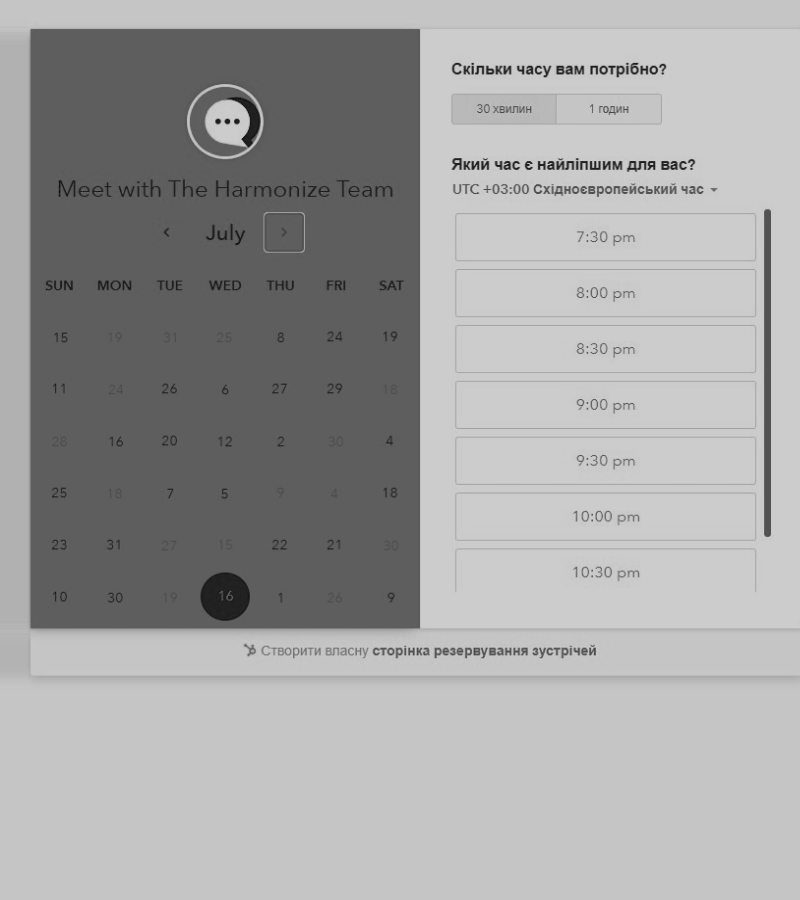 Meet with The Harmonize Team
July
SUN MON TUE WED THU FRI SAT
15 19 31 25 8 24 19
11 24 26 6 27 29 18
28 16 20 12 2 30 4
25 18 7 5 9 4 18
23 31 27 15 22 21 30
10 30 19 16 1 26 9
Скільки часу вам потрібно?
30 хвилин 1 годин
Який час є найліпшим для вас?
UTC +03:00 Східноєвропейський час
7:30 pm
8:00 pm
8:30 pm
9:00 pm
9:30 pm
10:00 pm
10:30 pm
Створити власну сторінка резервування зустрічей